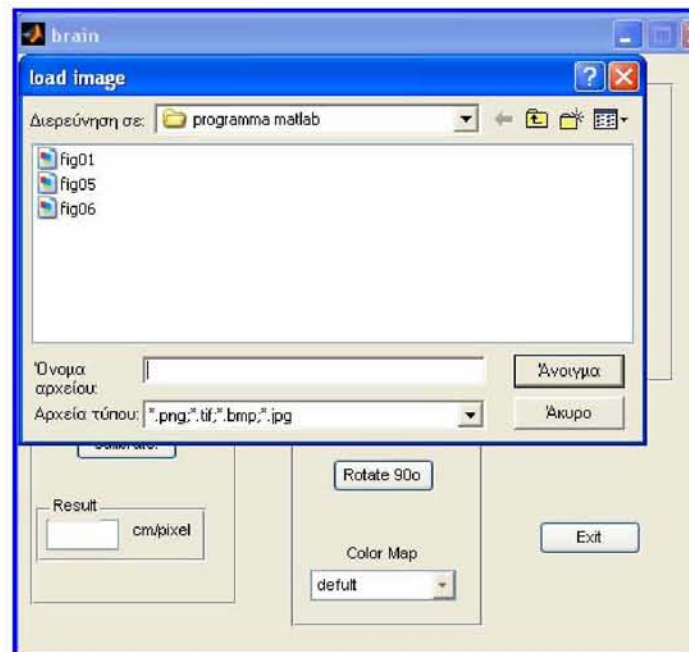 brain
load image
Διερεύνηση σε: programma matlab
fig01
fig05
fig06
Όνομα
αρχείου:
Άνοιγμα
Αρχεία τύπου: *.png;*.tif;*.bmp;*.jpg
Άκυρο
Rotate 90o
Result
cm/pixel
Exit
Color Map
defult